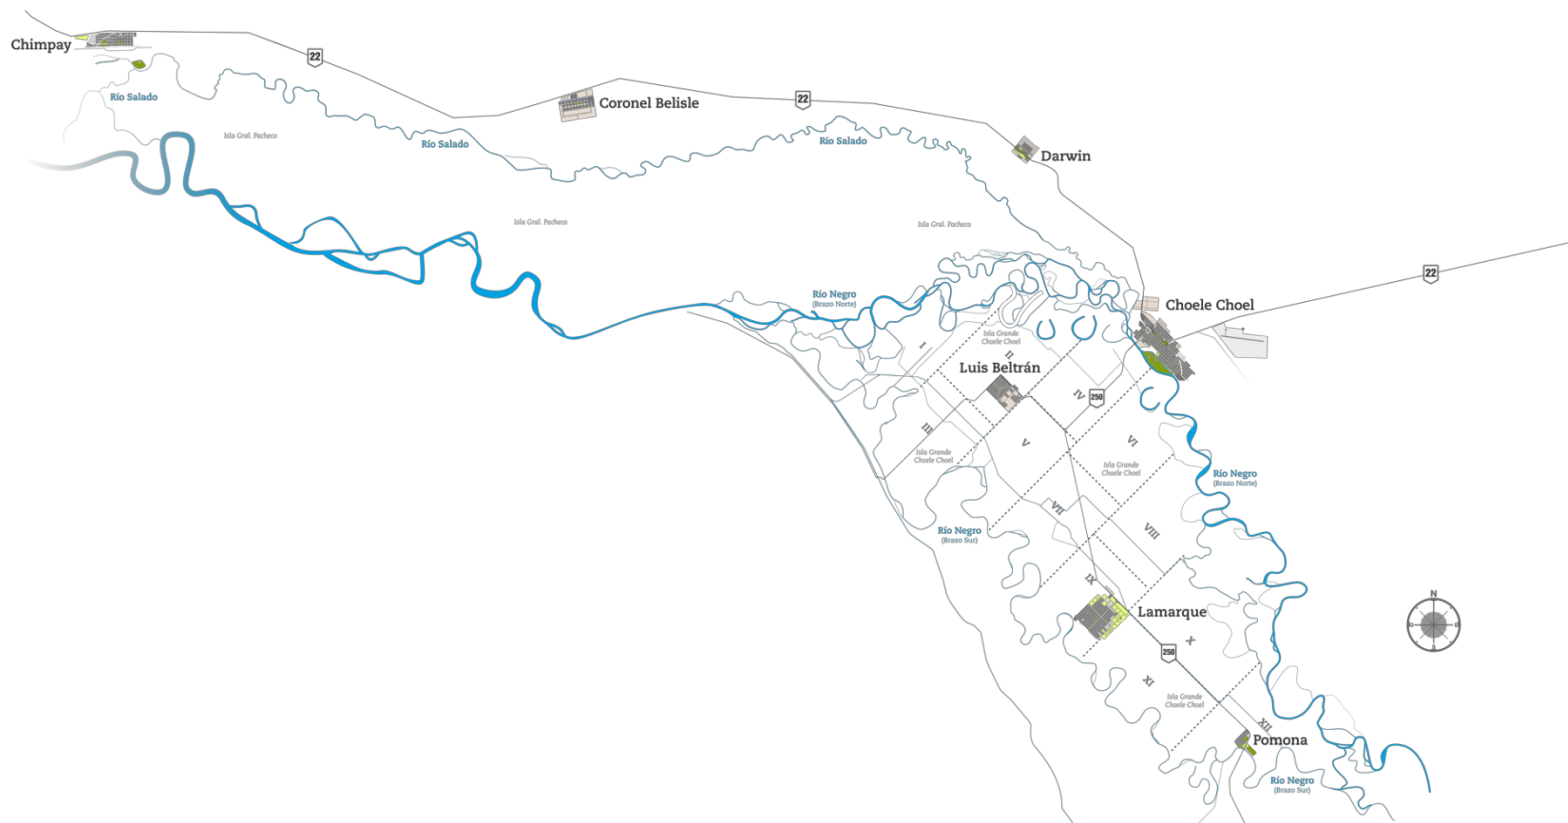 Chimpay
22
Río Salado
Isla Gral. Pacheco
Río Salado
Coronel Belisle
22
Río Salado
Darwin
Isla Gral. Pacheco
Isla Gral. Pacheco
22
Río Negro
(Brazo Norte)
Choele Choel
Isla Grande
Choele Choel
I
II
Luis Beltrán
IV
250
III
V
VI
Isla Grande
Choele Choel
Isla Grande
Choele Choel
Río Negro
(Brazo Norte)
VII
VIII
Río Negro
(Brazo Sur)
IX
Lamarque
X
250
XI
Isla Grande
Choele Choel
XII
Pomona
Río Negro
(Brazo Sur)
N